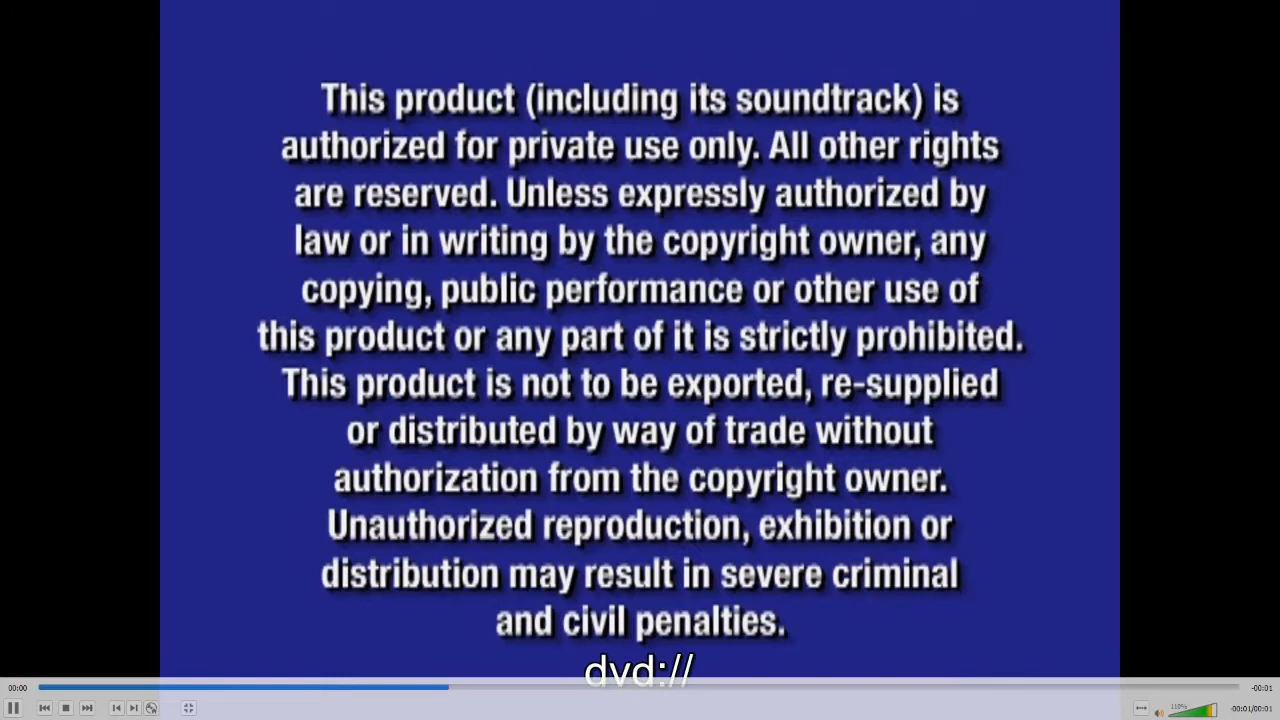 This product (including its soundtrack) is
authorized for private use only. All other rights
are reserved. Unless expressly authorized by
law or in writing by the copyright owner, any
copying, public performance or other use of
this product or any part of it is strictly prohibited.
This product is not to be exported, re-supplied
or distributed by way of trade without
authorization from the copyright owner.
Unauthorized reproduction, exhibition or
distribution may result in severe criminal
and civil penalties.
dvd://
00:00 -00:01
110% -00:01/00:01